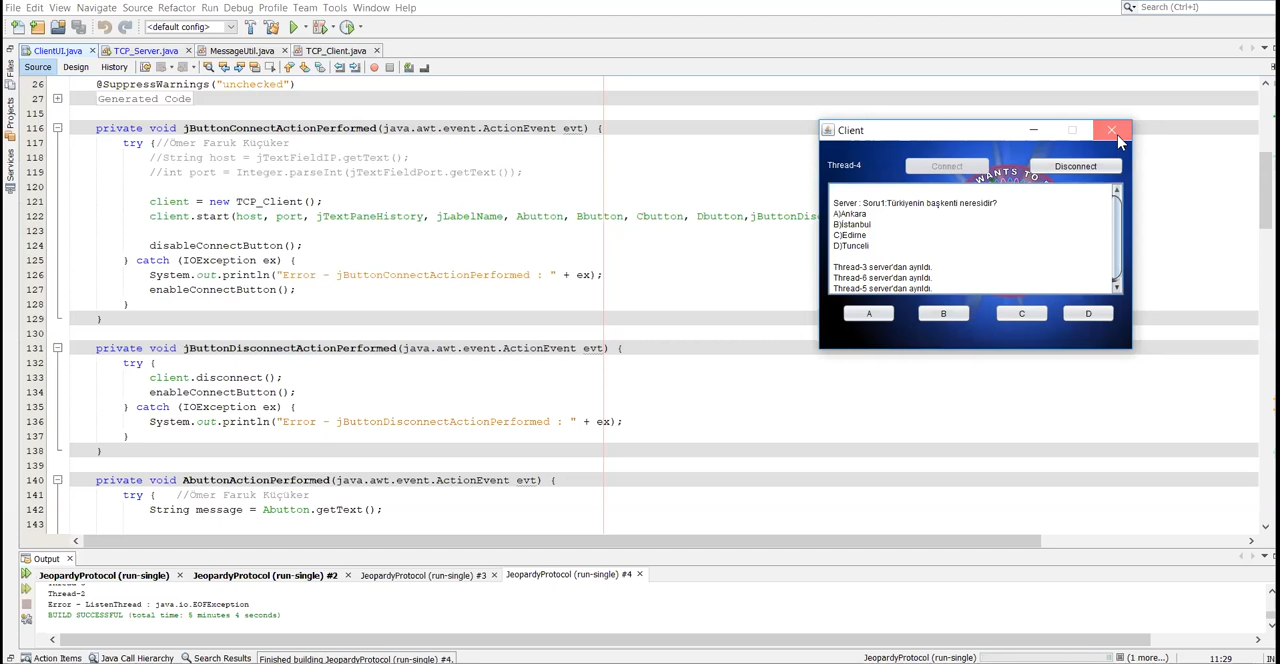 File Edit View Navigate Source Refactor Run Debug Profile Team Tools Window Help
Search (Ctrl+I)
<default config>
ClientUI.java TCP_Server.java MessageUtil.java TCP_Client.java
Source Design History
Files
Projects
Services
26 @SuppressWarnings("unchecked")
27 Generated Code
115
116 private void jButtonConnectActionPerformed(java.awt.event.ActionEvent evt) {
117 try {//Ömer Faruk Küçüker
118 //String host = jTextFieldIP.getText();
119 //int port = Integer.parseInt(jTextFieldPort.getText());
120
121 client = new TCP_Client();
122 client.start(host, port, jTextPaneHistory, jLabelName, Abutton, Bbutton, Cbutton, Dbutton,jButtonDisc
123
124 disableConnectButton();
125 } catch (IOException ex) {
126 System.out.println("Error - jButtonConnectActionPerformed : " + ex);
127 enableConnectButton();
128 }
129 }
130
131 private void jButtonDisconnectActionPerformed(java.awt.event.ActionEvent evt) {
132 try {
133 client.disconnect();
134 enableConnectButton();
135 } catch (IOException ex) {
136 System.out.println("Error - jButtonDisconnectActionPerformed : " + ex);
137 }
138 }
139
140 private void AbuttonActionPerformed(java.awt.event.ActionEvent evt) {
141 try { //Ömer Faruk Küçüker
142 String message = Abutton.getText();
143
Client
Thread-4 Connect Disconnect
WANTS TO
Server : Soru1:Türkiyenin başkenti neresidir?
A)Ankara
B)İstanbul
C)Edirne
D)Tunceli
Thread-3 server'dan ayrıldı.
Thread-6 server'dan ayrıldı.
Thread-5 server'dan ayrıldı.
A B C D
Output
JeopardyProtocol (run-single) JeopardyProtocol (run-single) #2 JeopardyProtocol (run-single) #3 JeopardyProtocol (run-single) #4
Thread-2
Error - ListenThread : java.io.EOFException
BUILD SUCCESSFUL (total time: 5 minutes 4 seconds)
Action Items Java Call Hierarchy Search Results Finished building JeopardyProtocol (run-single) #4. JeopardyProtocol (run-single) (1 more...) 11:29 IN